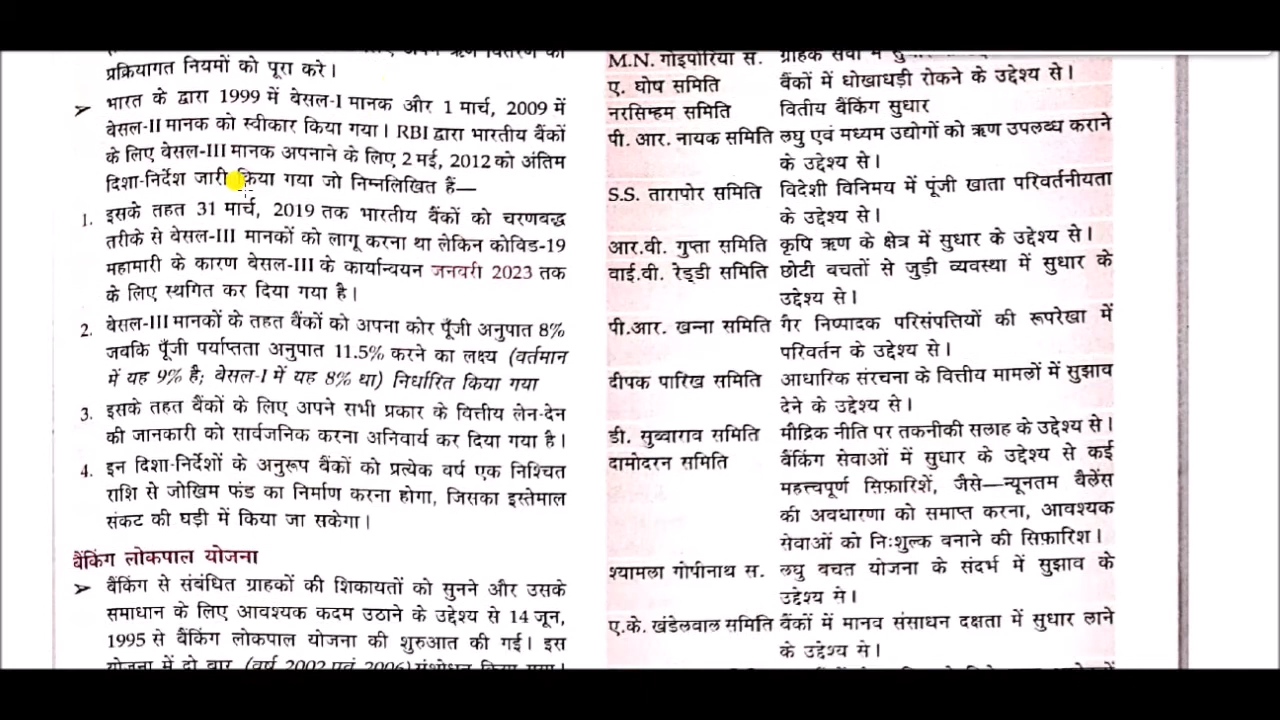 प्रक्रियागत नियमों को पूरा करे।
➢ भारत के द्वारा 1999 में बेसल-I मानक और 1 मार्च, 2009 में
बेसल-II मानक को स्वीकार किया गया। RBI द्वारा भारतीय बैंकों
के लिए बेसल-III मानक अपनाने के लिए 2 मई, 2012 को अंतिम
दिशा-निर्देश जारी किया गया जो निम्नलिखित हैं—
1. इसके तहत 31 मार्च, 2019 तक भारतीय बैंकों को चरणबद्ध
तरीके से बेसल-III मानकों को लागू करना था लेकिन कोविड-19
महामारी के कारण बेसल-III के कार्यान्वयन जनवरी 2023 तक
के लिए स्थगित कर दिया गया है।
2. बेसल-III मानकों के तहत बैंकों को अपना कोर पूँजी अनुपात 8%
जबकि पूँजी पर्याप्तता अनुपात 11.5% करने का लक्ष्य (वर्तमान
में यह 9% है; बेसल-I में यह 8% था) निर्धारित किया गया
3. इसके तहत बैंकों के लिए अपने सभी प्रकार के वित्तीय लेन-देन
की जानकारी को सार्वजनिक करना अनिवार्य कर दिया गया है।
4. इन दिशा-निर्देशों के अनुरूप बैंकों को प्रत्येक वर्ष एक निश्चित
राशि से जोखिम फंड का निर्माण करना होगा, जिसका इस्तेमाल
संकट की घड़ी में किया जा सकेगा।
बैंकिंग लोकपाल योजना
➢ बैंकिंग से संबंधित ग्राहकों की शिकायतों को सुनने और उसके
समाधान के लिए आवश्यक कदम उठाने के उद्देश्य से 14 जून,
1995 से बैंकिंग लोकपाल योजना की शुरुआत की गई। इस
योजना में दो बार (वर्ष 2002 एवं 2006) संशोधन किया गया।
M.N. गोइपोरिया स. ग्राहक सेवा में
ए. घोष समिति बैंकों में धोखाधड़ी रोकने के उद्देश्य से।
नरसिन्हम समिति वितीय बैंकिंग सुधार
पी. आर. नायक समिति लघु एवं मध्यम उद्योगों को ऋण उपलब्ध कराने
के उद्देश्य से।
S.S. तारापोर समिति विदेशी विनिमय में पूंजी खाता परिवर्तनीयता
के उद्देश्य से।
आर.वी. गुप्ता समिति कृषि ऋण के क्षेत्र में सुधार के उद्देश्य से।
वाई.वी. रेड्डी समिति छोटी बचतों से जुड़ी व्यवस्था में सुधार के
उद्देश्य से।
पी.आर. खन्ना समिति गैर निष्पादक परिसंपत्तियों की रूपरेखा में
परिवर्तन के उद्देश्य से।
दीपक पारिख समिति आधारिक संरचना के वित्तीय मामलों में सुझाव
देने के उद्देश्य से।
डी. सुब्बाराव समिति मौद्रिक नीति पर तकनीकी सलाह के उद्देश्य से।
दामोदरन समिति बैंकिंग सेवाओं में सुधार के उद्देश्य से कई
महत्त्वपूर्ण सिफ़ारिशें, जैसे—न्यूनतम बैलेंस
की अवधारणा को समाप्त करना, आवश्यक
सेवाओं को निःशुल्क बनाने की सिफ़ारिश।
श्यामला गोपीनाथ स. लघु बचत योजना के संदर्भ में सुझाव के
उद्देश्य से।
ए.के. खंडेलवाल समिति बैंकों में मानव संसाधन दक्षता में सुधार लाने
के उद्देश्य से।